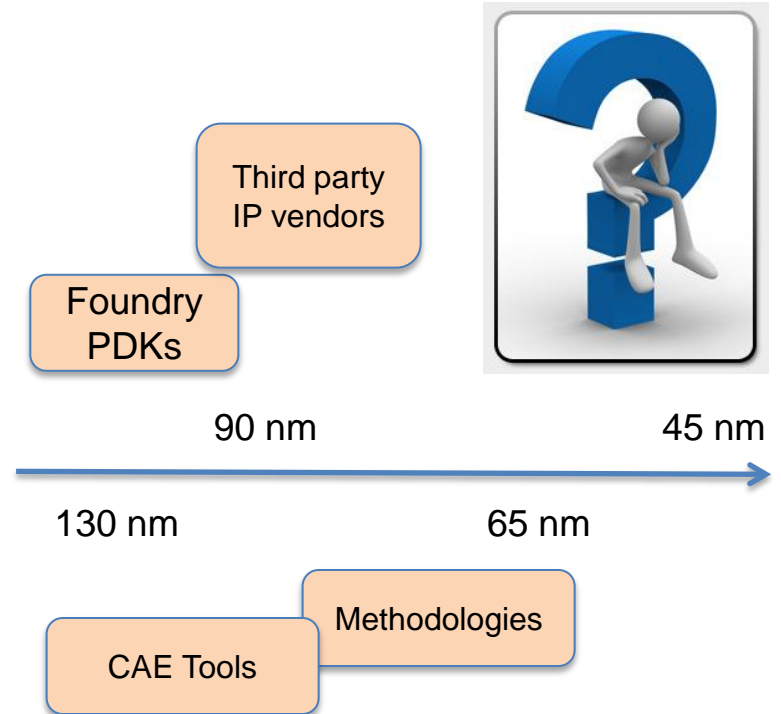 Third party
IP vendors
Foundry
PDKs
90 nm
45 nm
130 nm
65 nm
Methodologies
CAE Tools